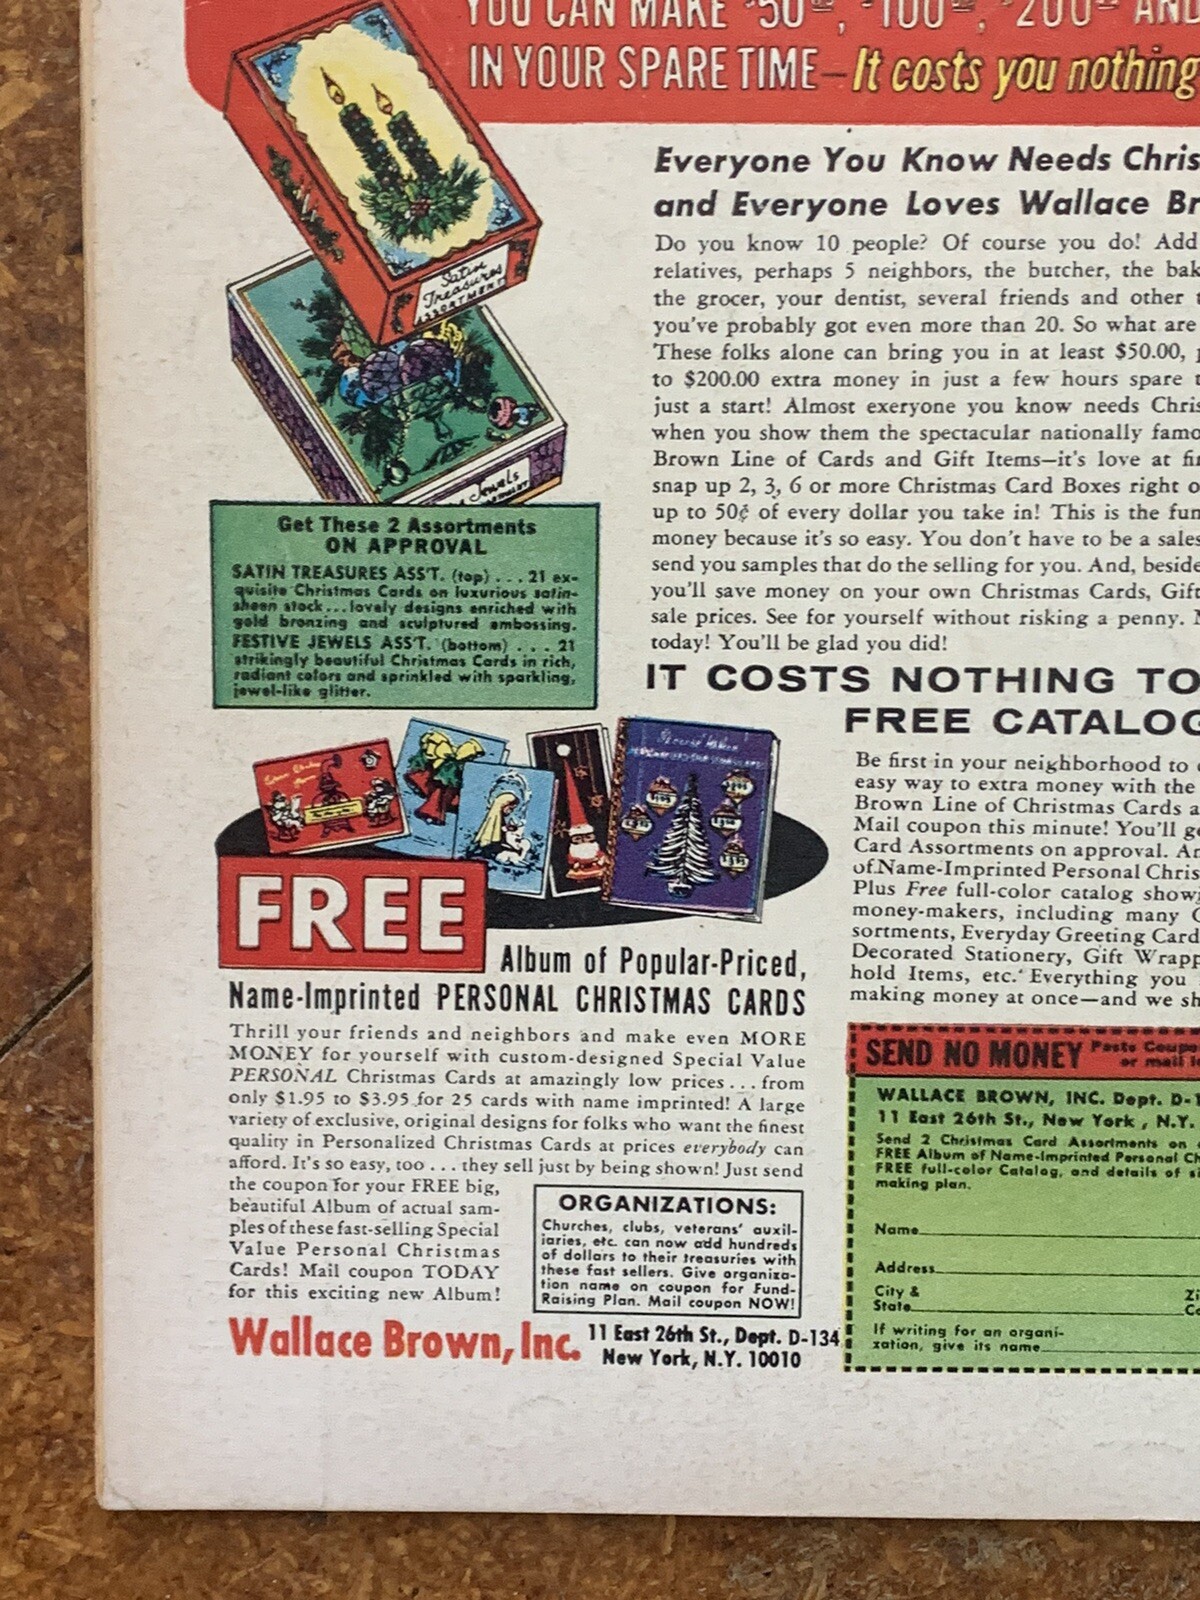 YOU CAN MAKE $50
IN YOUR SPARE TIME—It costs you nothing
Satin
Treasures
ASSORTMENT
Jewels
Everyone You Know Needs Chris
and Everyone Loves Wallace Br
Do you know 10 people? Of course you do! Add
relatives, perhaps 5 neighbors, the butcher, the bak
the grocer, your dentist, several friends and other t
you've probably got even more than 20. So what are
These folks alone can bring you in at least $50.00, p
to $200.00 extra money in just a few hours spare t
just a start! Almost exeryone you know needs Chris
when you show them the spectacular nationally famo
Brown Line of Cards and Gift Items—it's love at fir
snap up 2, 3, 6 or more Christmas Card Boxes right o
up to 50¢ of every dollar you take in! This is the fun
money because it's so easy. You don't have to be a sales
send you samples that do the selling for you. And, beside
you'll save money on your own Christmas Cards, Gift
sale prices. See for yourself without risking a penny.
today! You'll be glad you did!
Get These 2 Assortments
ON APPROVAL
SATIN TREASURES ASS'T. (top) . . . 21 ex-
quisite Christmas Cards on luxurious satin-
sheen stock...lovely designs enriched with
gold bronzing and sculptured embossing.
FESTIVE JEWELS ASS'T. (bottom) . . . 21
strikingly beautiful Christmas Cards in rich,
radiant colors and sprinkled with sparkling,
jewel-like glitter.
IT COSTS NOTHING TO
FREE CATALOG
Be first in your neighborhood to
easy way to extra money with the
Brown Line of Christmas Cards a
Mail coupon this minute! You'll ge
Card Assortments on approval. An
of Name-Imprinted Personal Chris
Plus Free full-color catalog show
money-makers, including many C
sortments, Everyday Greeting Card
Decorated Stationery, Gift Wrapp
hold Items, etc. Everything you
making money at once—and we sh
FREE
Album of Popular-Priced,
Name-Imprinted PERSONAL CHRISTMAS CARDS
Thrill your friends and neighbors and make even MORE
MONEY for yourself with custom-designed Special Value
PERSONAL Christmas Cards at amazingly low prices...from
only $1.95 to $3.95 for 25 cards with name imprinted! A large
variety of exclusive, original designs for folks who want the finest
quality in Personalized Christmas Cards at prices everybody can
afford. It's so easy, too . . . they sell just by being shown! Just send
the coupon for your FREE big,
beautiful Album of actual sam-
ples of these fast-selling Special
Value Personal Christmas
Cards! Mail coupon TODAY
for this exciting new Album!
ORGANIZATIONS:
Churches, clubs, veterans' auxil-
iaries, etc. can now add hundreds
of dollars to their treasuries with
these fast sellers. Give organiza-
tion name on coupon for Fund-
Raising Plan. Mail coupon NOW!
Wallace Brown, Inc.
11 East 26th St., Dept. D-134
New York, N.Y. 10010
SEND NO MONEY Paste Coupo
or mail i
WALLACE BROWN, INC. Dept. D-1
11 East 26th St., New York, N.Y.
Send 2 Christmas Card Assortments on
FREE Album of Name-Imprinted Personal Ch
FREE full-color Catalog, and details of
making plan.
Name
Address
City &
State
Zi
Co
If writing for an organi-
zation, give its name